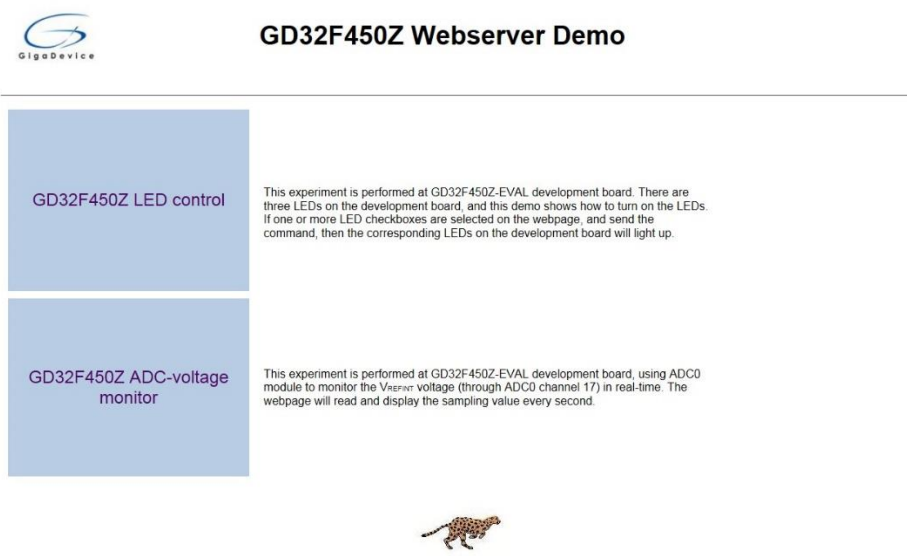 GigaDevice
GD32F450Z Webserver Demo
GD32F450Z LED control
This experiment is performed at GD32F450Z-EVAL development board. There are
three LEDs on the development board, and this demo shows how to turn on the LEDs.
If one or more LED checkboxes are selected on the webpage, and send the
command, then the corresponding LEDs on the development board will light up.
GD32F450Z ADC-voltage
monitor
This experiment is performed at GD32F450Z-EVAL development board, using ADC0
module to monitor the VREFINT voltage (through ADC0 channel 17) in real-time. The
webpage will read and display the sampling value every second.